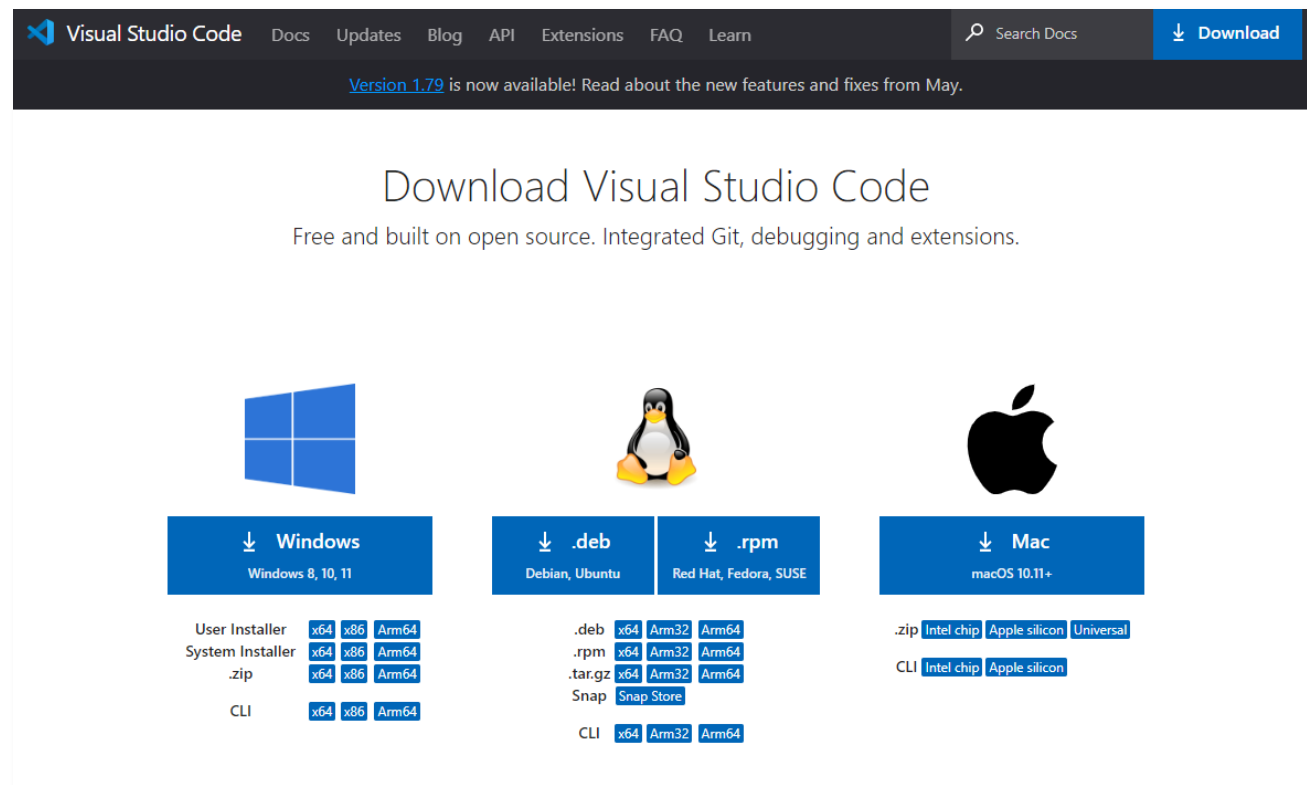 Visual Studio Code Docs Updates Blog API Extensions FAQ Learn Search Docs Download
Version 1.79 is now available! Read about the new features and fixes from May.
Download Visual Studio Code
Free and built on open source. Integrated Git, debugging and extensions.
Windows
Windows 8, 10, 11
User Installer x64 x86 Arm64
System Installer x64 x86 Arm64
.zip x64 x86 Arm64
CLI x64 x86 Arm64
.deb
Debian, Ubuntu
.rpm
Red Hat, Fedora, SUSE
.deb x64 Arm32 Arm64
.rpm x64 Arm32 Arm64
.tar.gz x64 Arm32 Arm64
Snap Snap Store
CLI x64 Arm32 Arm64
Mac
macOS 10.11+
.zip Intel chip Apple silicon Universal
CLI Intel chip Apple silicon